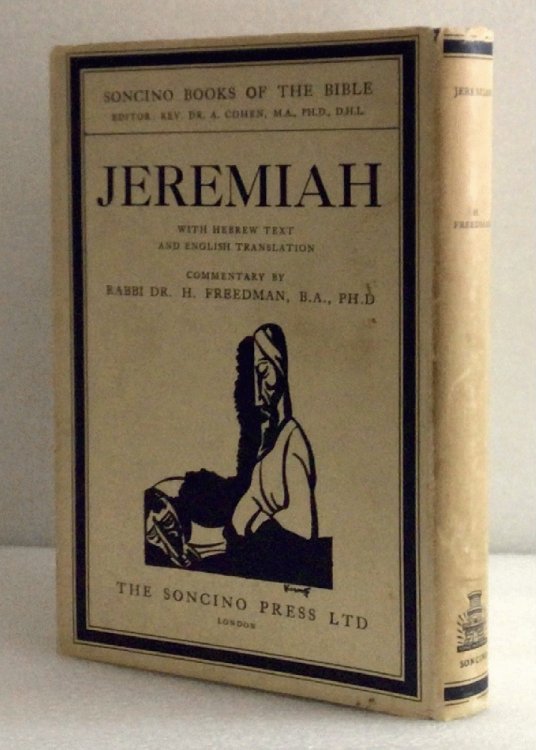 SONCINO BOOKS OF THE BIBLE
EDITOR: REV. DR. A. COHEN, M.A., PH.D., D.H.L.
JEREMIAH
WITH HEBREW TEXT
AND ENGLISH TRANSLATION
COMMENTARY BY
RABBI DR. H. FREEDMAN, B.A., PH.D
THE SONCINO PRESS LTD
LONDON
JEREMIAH
H
FREEDMAN
SONCINO